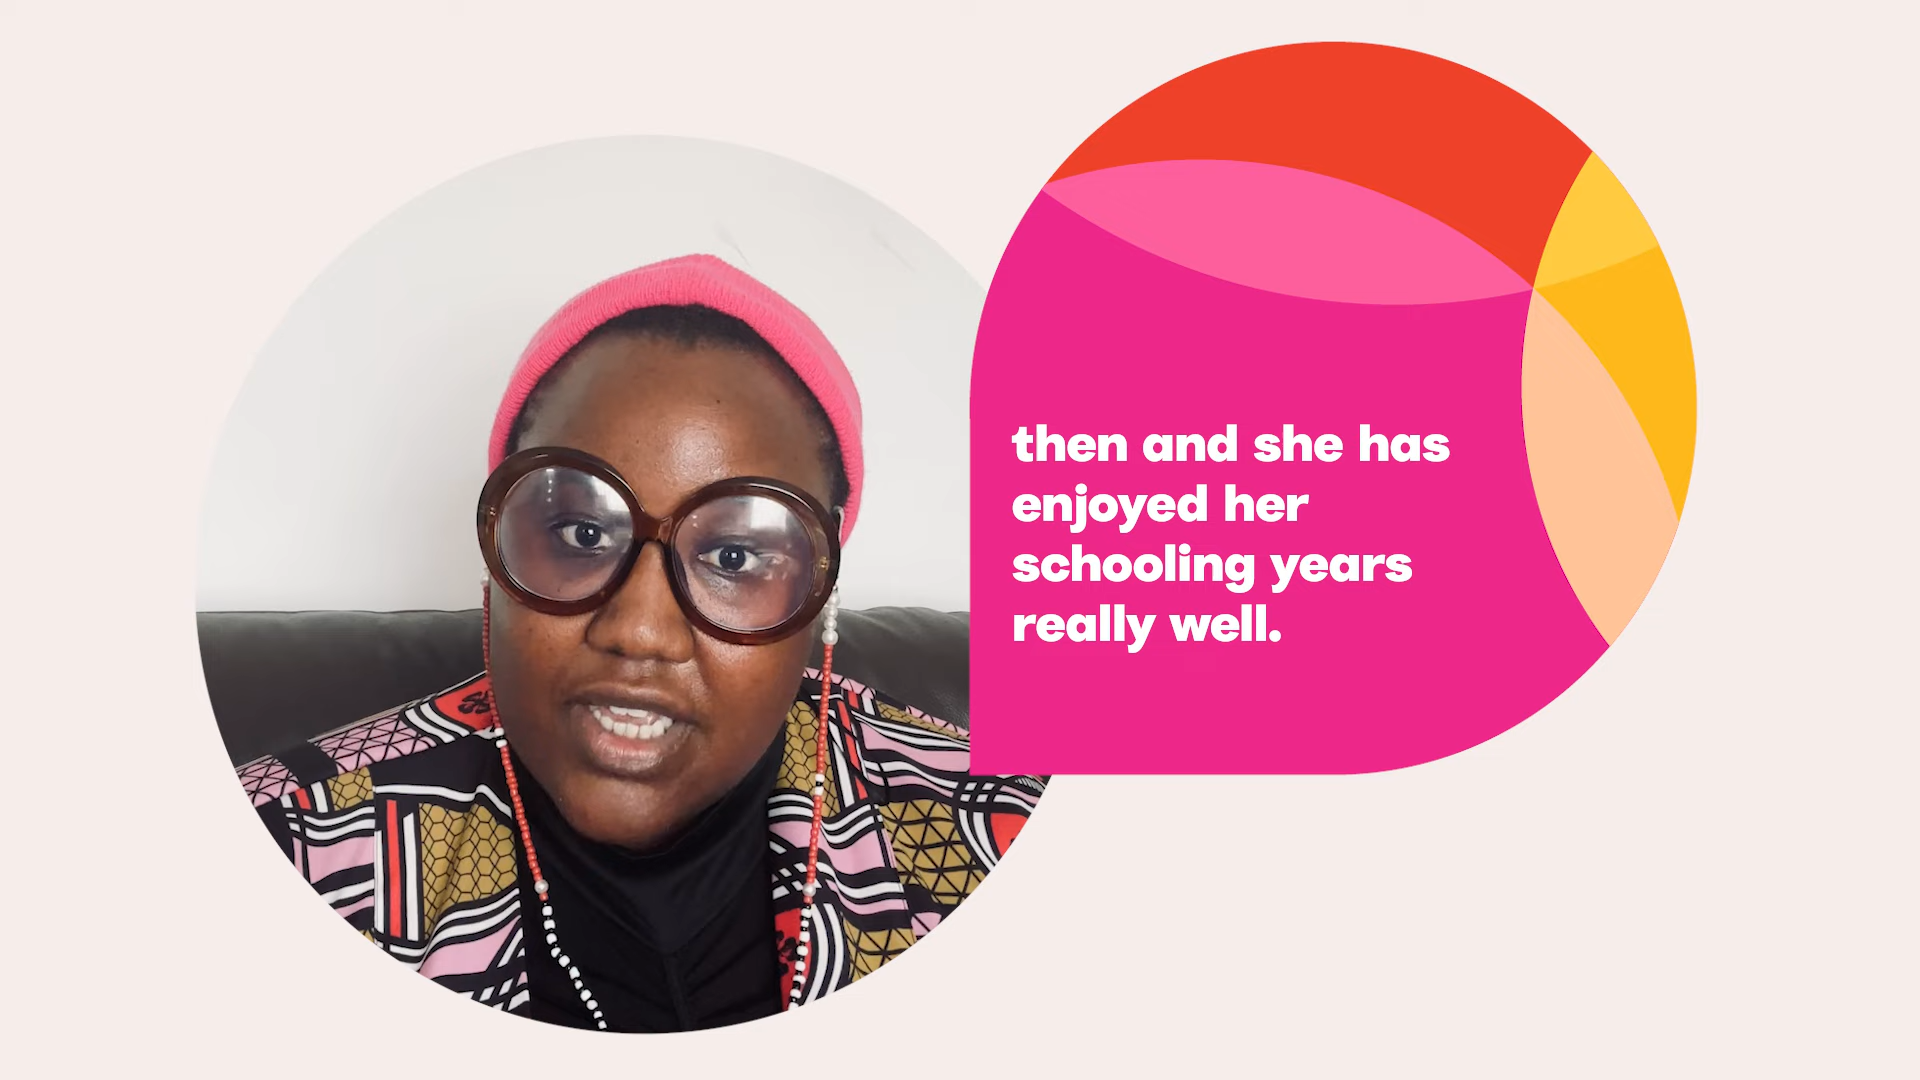 then and she has
enjoyed her
schooling years
really well.